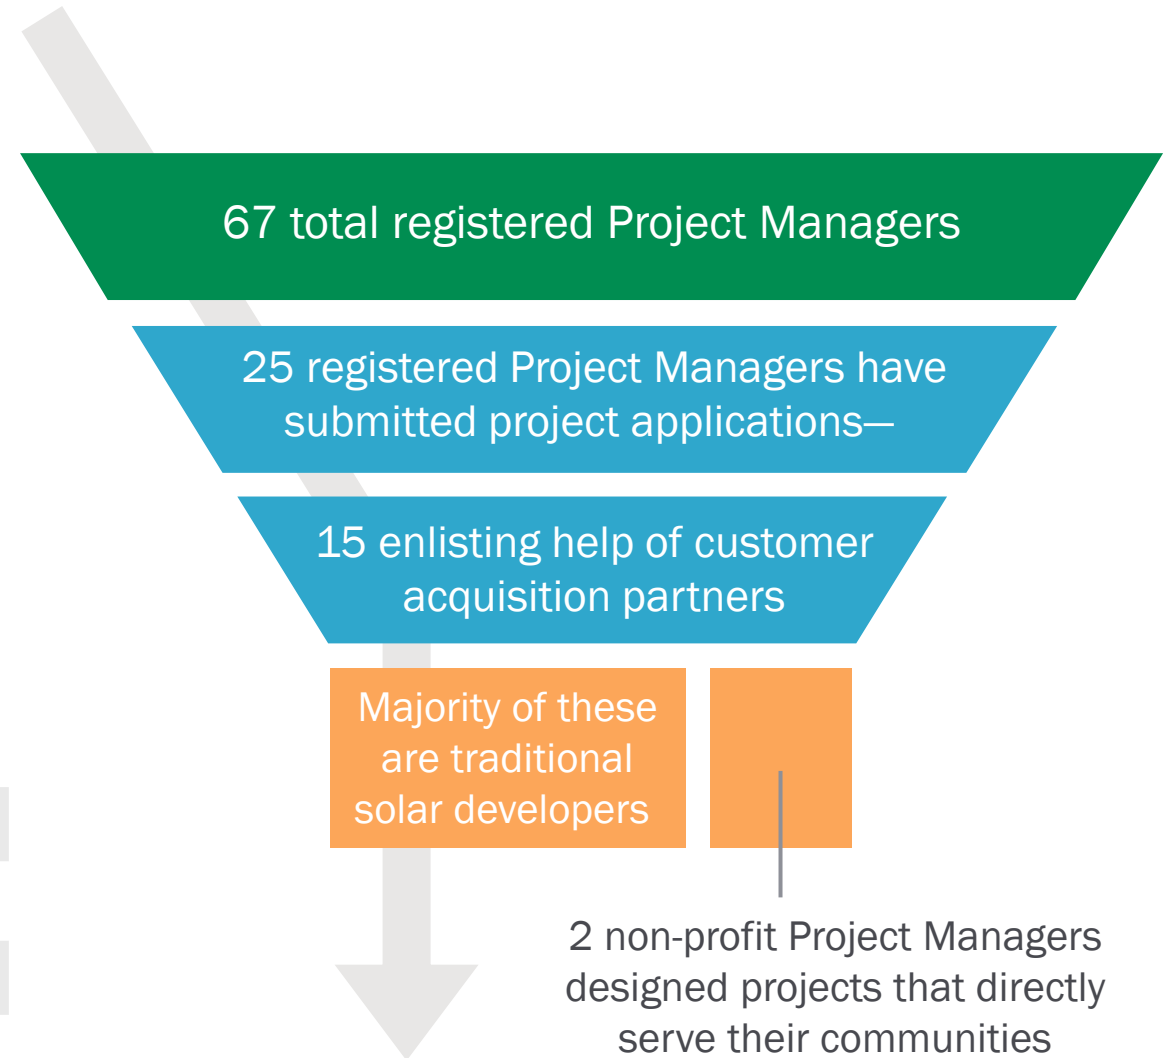 67 total registered Project Managers
25 registered Project Managers have
submitted project applications—
15 enlisting help of customer
acquisition partners
Majority of these
are traditional
solar developers
2 non-profit Project Managers
designed projects that directly
serve their communities